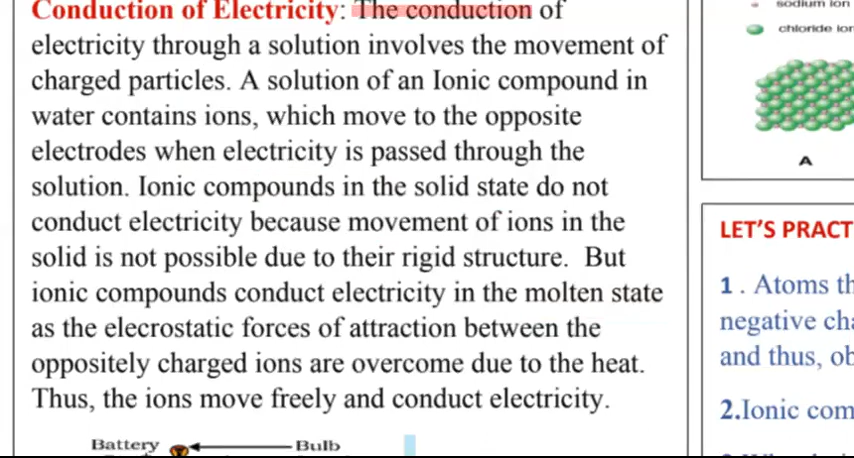 Conduction of Electricity: The conduction of
electricity through a solution involves the movement of
charged particles. A solution of an Ionic compound in
water contains ions, which move to the opposite
electrodes when electricity is passed through the
solution. Ionic compounds in the solid state do not
conduct electricity because movement of ions in the
solid is not possible due to their rigid structure. But
ionic compounds conduct electricity in the molten state
as the elecrostatic forces of attraction between the
oppositely charged ions are overcome due to the heat.
Thus, the ions move freely and conduct electricity.
Battery
Bulb
sodium ion
chloride ion
A
LET'S PRACT
1 . Atoms th
negative cha
and thus, ob
2.Ionic com